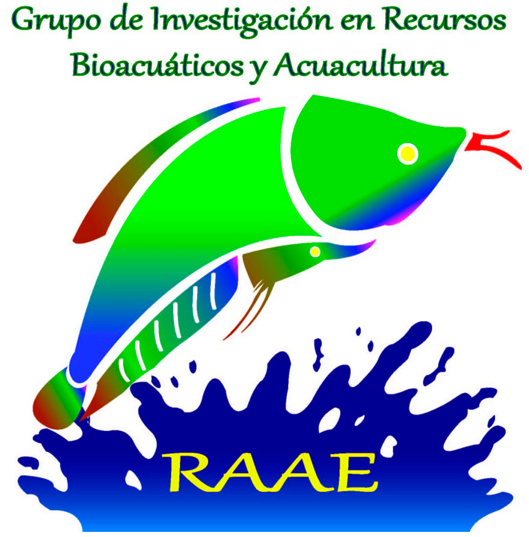 Grupo de Investigación en Recursos
Bioacuáticos y Acuacultura
RAAE